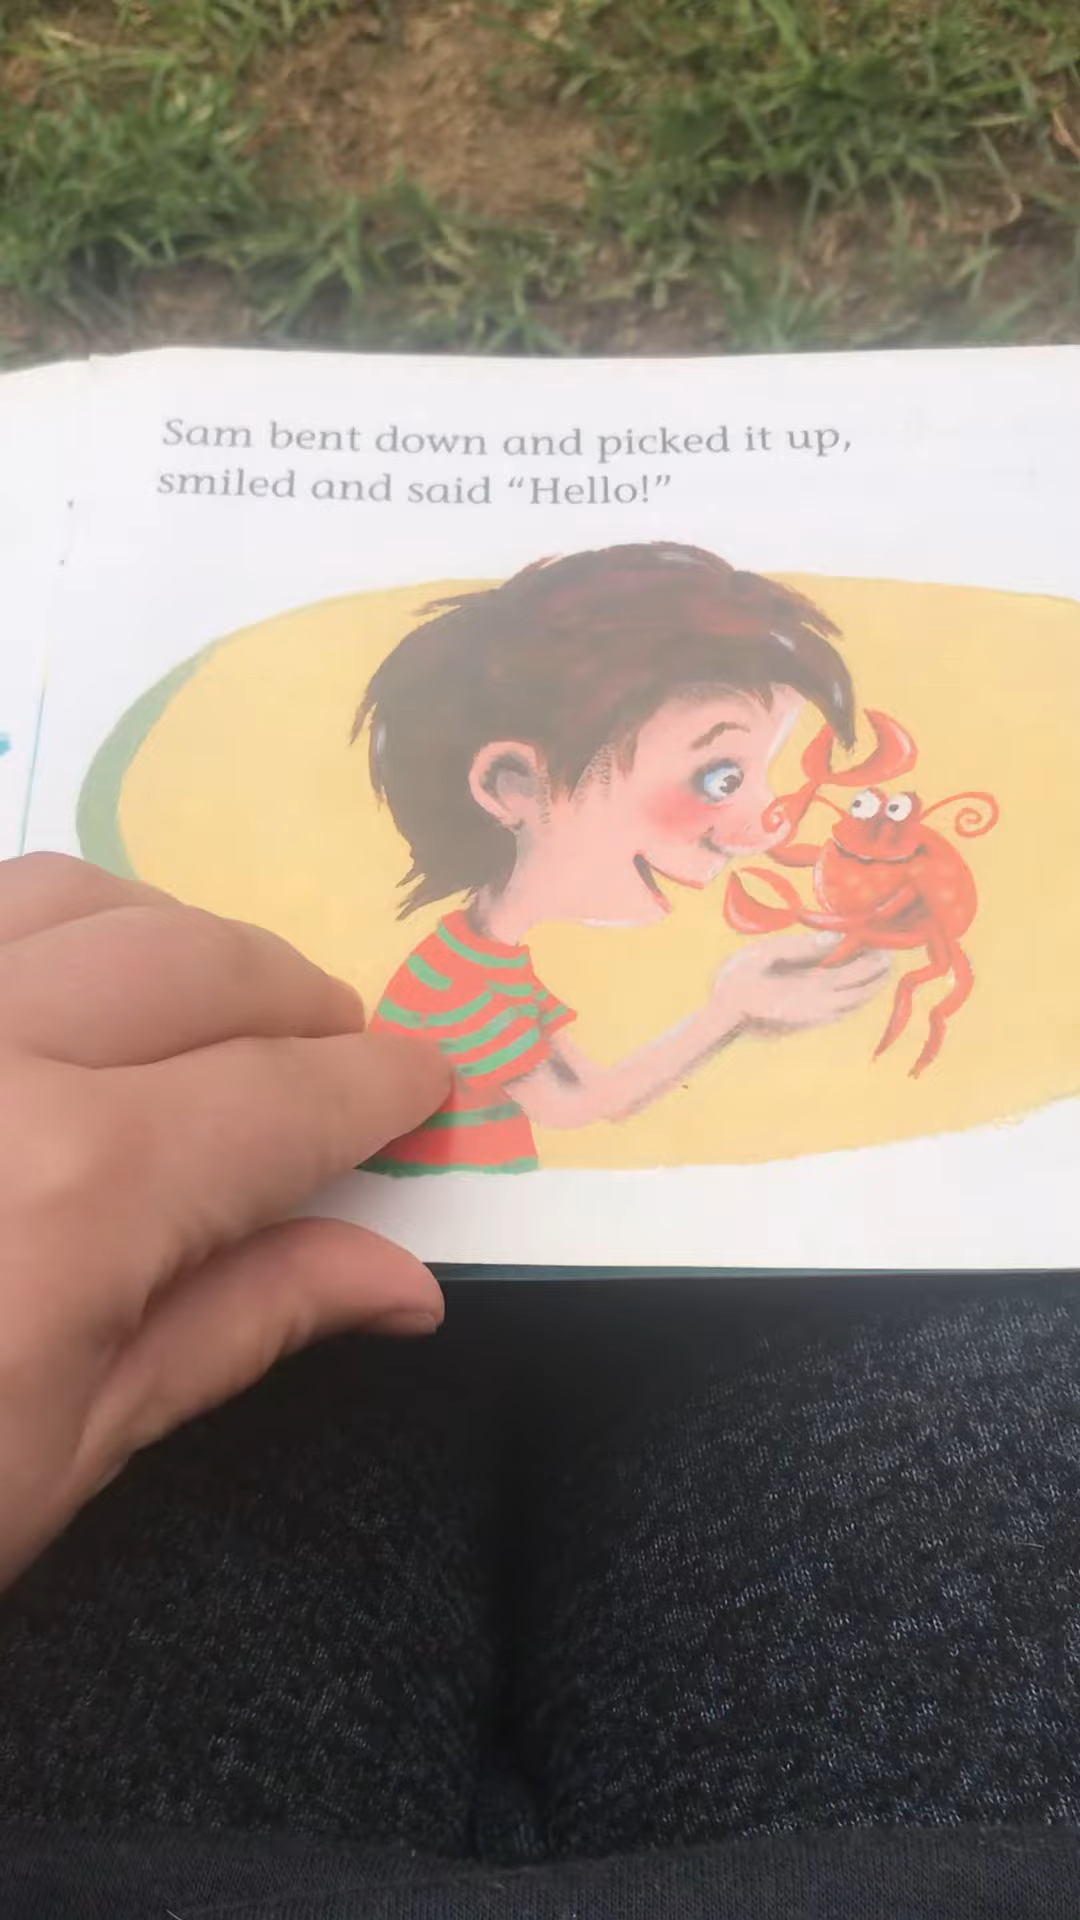 Sam bent down and picked it up,
smiled and said “Hello!”